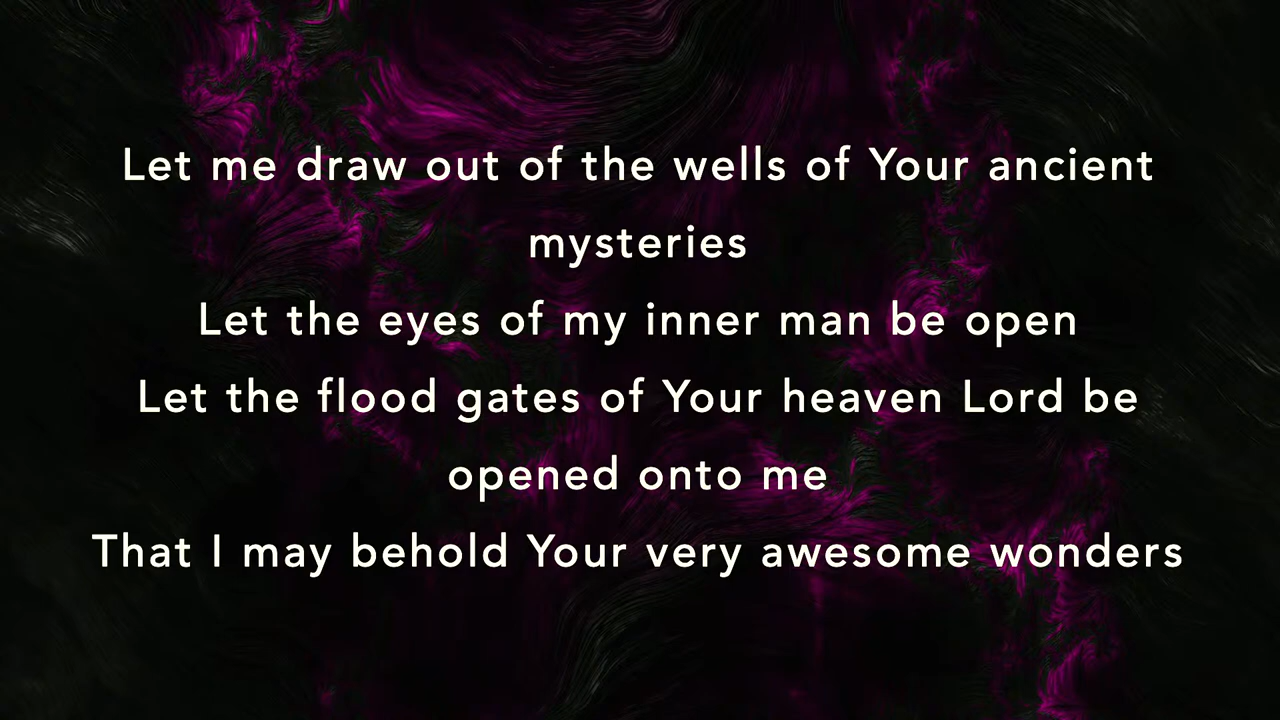 Let me draw out of the wells of Your ancient
mysteries
Let the eyes of my inner man be open
Let the flood gates of Your heaven Lord be
opened onto me
That I may behold Your very awesome wonders